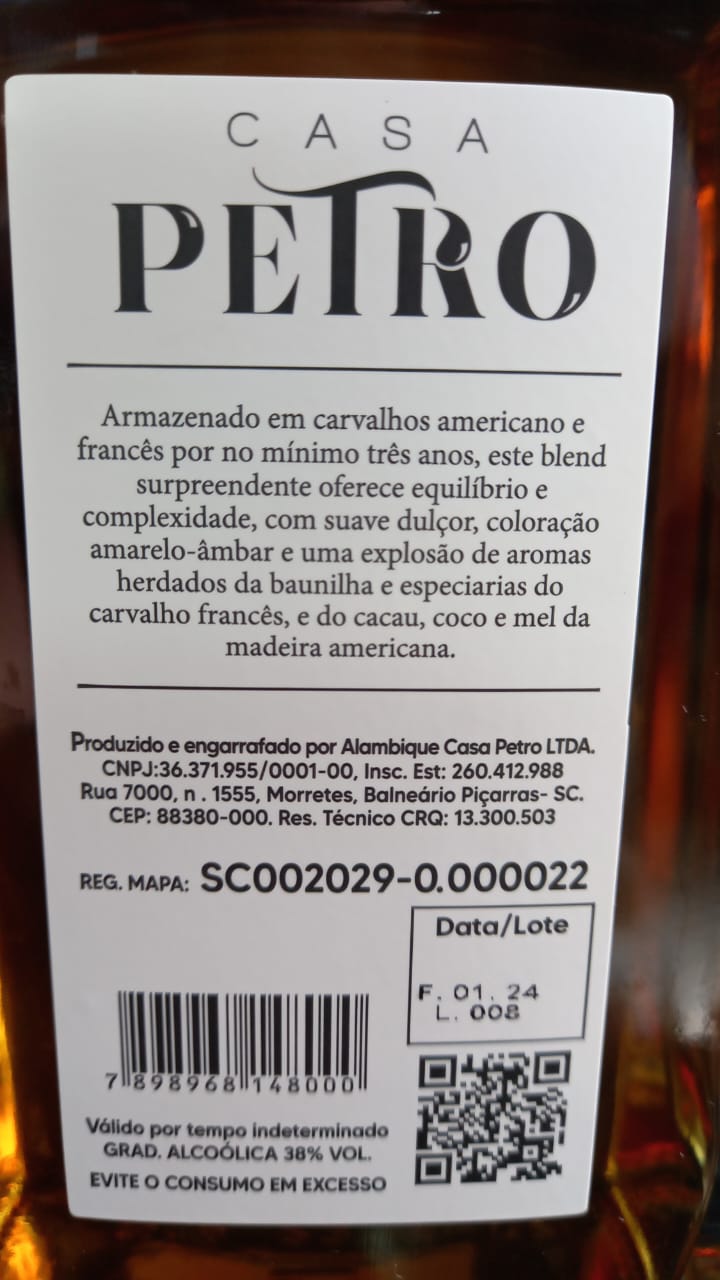 CASA
PETRO
Armazenado em carvalhos americano e
francês por no mínimo três anos, este blend
surpreendente oferece equilíbrio e
complexidade, com suave dulçor, coloração
amarelo-âmbar e uma explosão de aromas
herdados da baunilha e especiarias do
carvalho francês, e do cacau, coco e mel da
madeira americana.
Produzido e engarrafado por Alambique Casa Petro LTDA.
CNPJ:36.371.955/0001-00, Insc. Est: 260.412.988
Rua 7000, n . 1555, Morretes, Balneário Piçarras- SC.
CEP: 88380-000. Res. Técnico CRQ: 13.300.503
REG. MAPA: SC002029-0.000022
Data/Lote
F. 01. 24
L. 008
7 898968 148000
Válido por tempo indeterminado
GRAD. ALCOÓLICA 38% VOL.
EVITE O CONSUMO EM EXCESSO